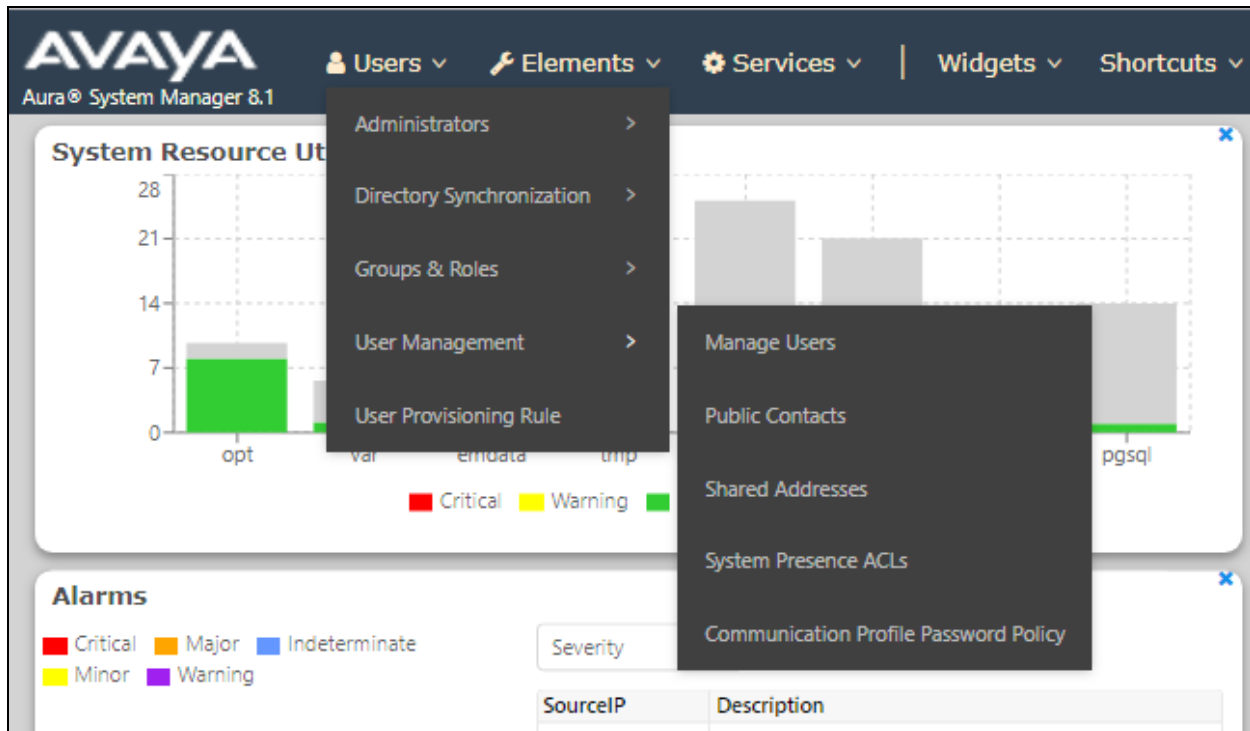 AVAYA
Aura® System Manager 8.1
Users
Elements
Services
Widgets
Shortcuts
Administrators
Directory Synchronization
Groups & Roles
User Management
User Provisioning Rule
Manage Users
Public Contacts
Shared Addresses
System Presence ACLs
Communication Profile Password Policy
System Resource Ut
28
21
14
7
0
opt
var
emdata
tmp
pgsql
Critical
Warning
Alarms
Critical
Major
Indeterminate
Minor
Warning
Severity
SourceIP
Description